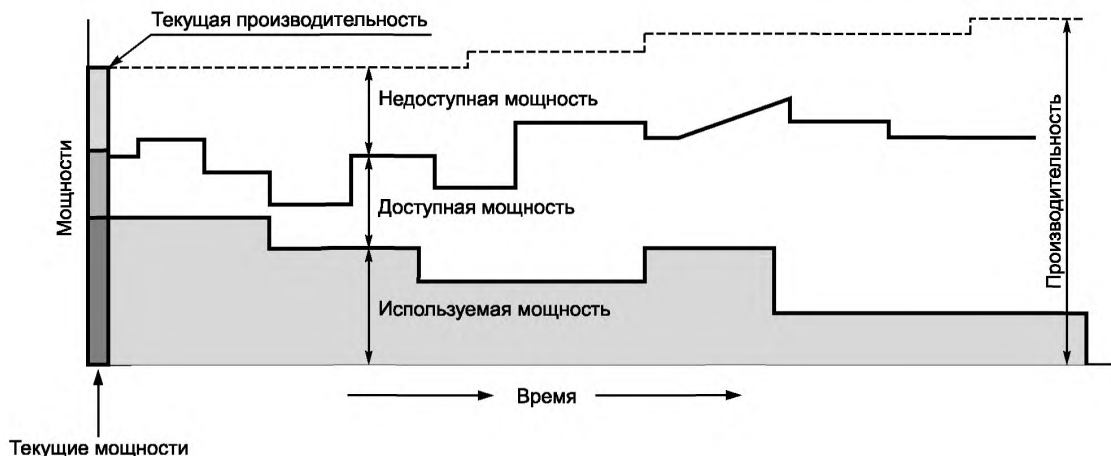 Текущая производительность
Недоступная мощность
Мощности
Доступная мощность
Производительность
Используемая мощность
Время
Текущие мощности